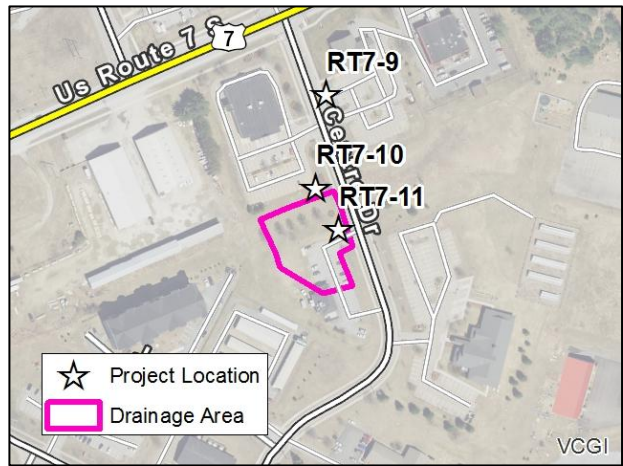 Us Route 7 S
7
RT7-9
RT7-10
RT7-11
Project Location
Drainage Area
VCGI